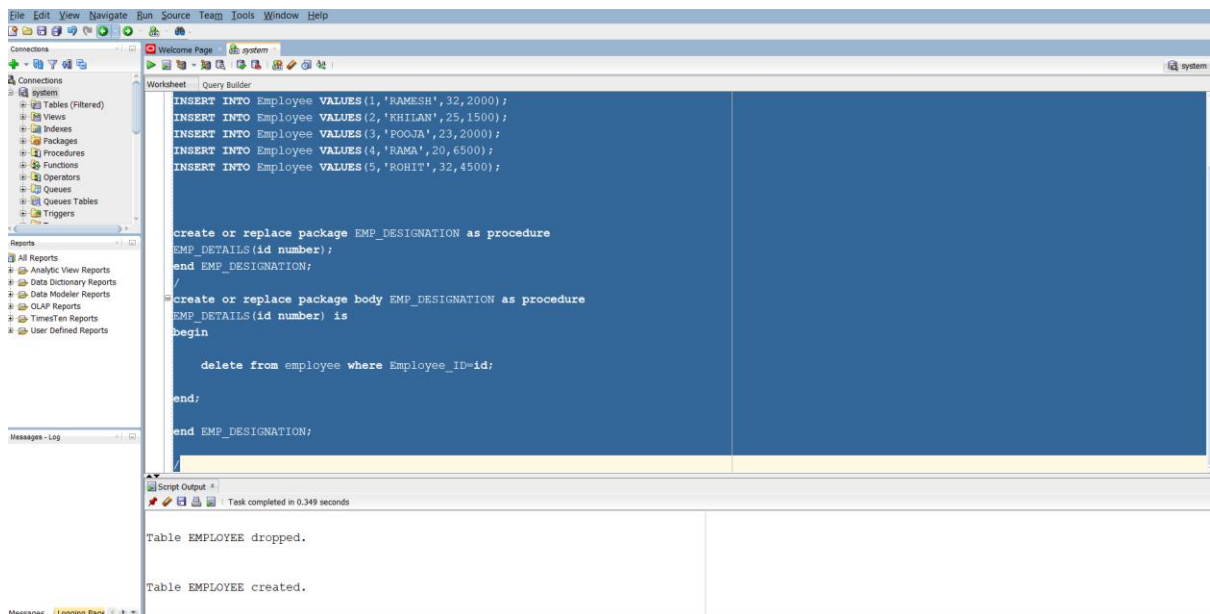 File Edit View Navigate Run Source Team Tools Window Help
Connections
Connections
system
Tables (Filtered)
Views
Indexes
Packages
Procedures
Functions
Operators
Queues
Queues Tables
Triggers
Reports
All Reports
Analytic View Reports
Data Dictionary Reports
Data Modeler Reports
OLAP Reports
TimesTen Reports
User Defined Reports
Messages - Log
Messages Logging Page
Welcome Page system
system
Worksheet Query Builder
INSERT INTO Employee VALUES(1,'RAMESH',32,2000);
INSERT INTO Employee VALUES(2,'KHILAN',25,1500);
INSERT INTO Employee VALUES(3,'POOJA',23,2000);
INSERT INTO Employee VALUES(4,'RAMA',20,6500);
INSERT INTO Employee VALUES(5,'ROHIT',32,4500);
create or replace package EMP_DESIGNATION as procedure
EMP_DETAILS(id number);
end EMP_DESIGNATION;
/
create or replace package body EMP_DESIGNATION as procedure
EMP_DETAILS(id number) is
begin
delete from employee where Employee_ID=id;
end;
end EMP_DESIGNATION;
/
Script Output
Task completed in 0.349 seconds
Table EMPLOYEE dropped.
Table EMPLOYEE created.